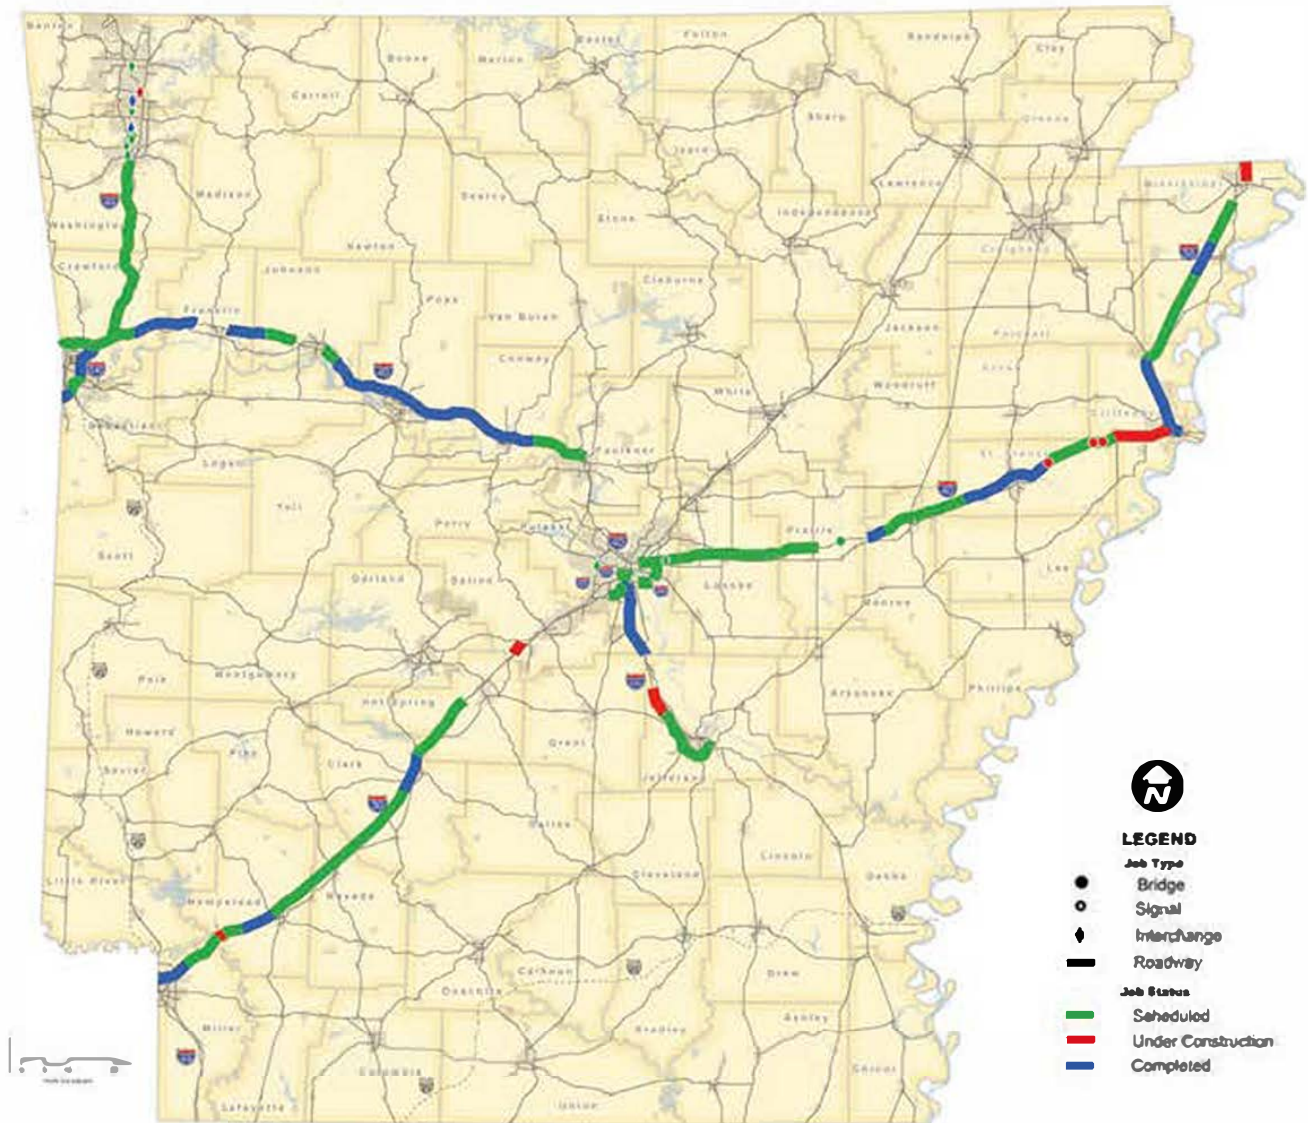 Benton
Boone
Marion
Baxter
Fulton
Randolph
Clay
Carroll
Sharp
Greene
Izard
Madison
Searcy
Stone
Lawrence
Independence
Mississippi
Washington
Newton
Craighead
Crawford
Johnson
Cleburne
Franklin
Pope
Van Buren
Jackson
Poinsett
Conway
Cross
White
Woodruff
Crittenden
Sebastian
Logan
Faulkner
St. Francis
Yell
Perry
Pulaski
Prairie
Scott
Garland
Saline
Lonoke
Lee
Monroe
Polk
Montgomery
Hot Spring
Arkansas
Phillips
Howard
Pike
Clark
Grant
Jefferson
Sevier
Dallas
Lincoln
Cleveland
Desha
Little River
Hempstead
Nevada
Calhoun
Drew
Ouachita
Miller
Bradley
Ashley
Columbia
Chicot
Lafayette
Union
N
LEGEND
Job Type
Bridge
Signal
Interchange
Roadway
Job Status
Scheduled
Under Construction
Completed